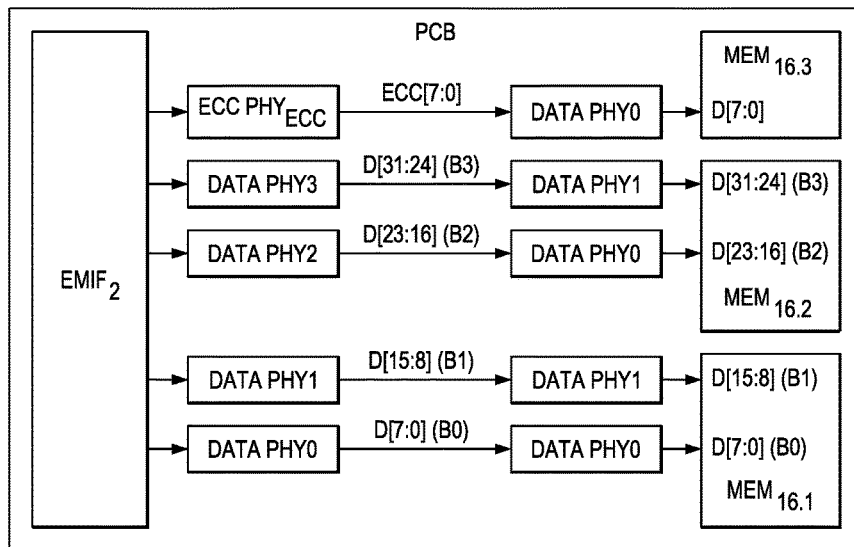 PCB
EMIF2
ECC PHYECC
ECC[7:0]
DATA PHY0
MEM16.3
D[7:0]
DATA PHY3
D[31:24] (B3)
DATA PHY1
D[31:24] (B3)
DATA PHY2
D[23:16] (B2)
DATA PHY0
D[23:16] (B2)
MEM16.2
DATA PHY1
D[15:8] (B1)
DATA PHY1
D[15:8] (B1)
DATA PHY0
D[7:0] (B0)
DATA PHY0
D[7:0] (B0)
MEM16.1